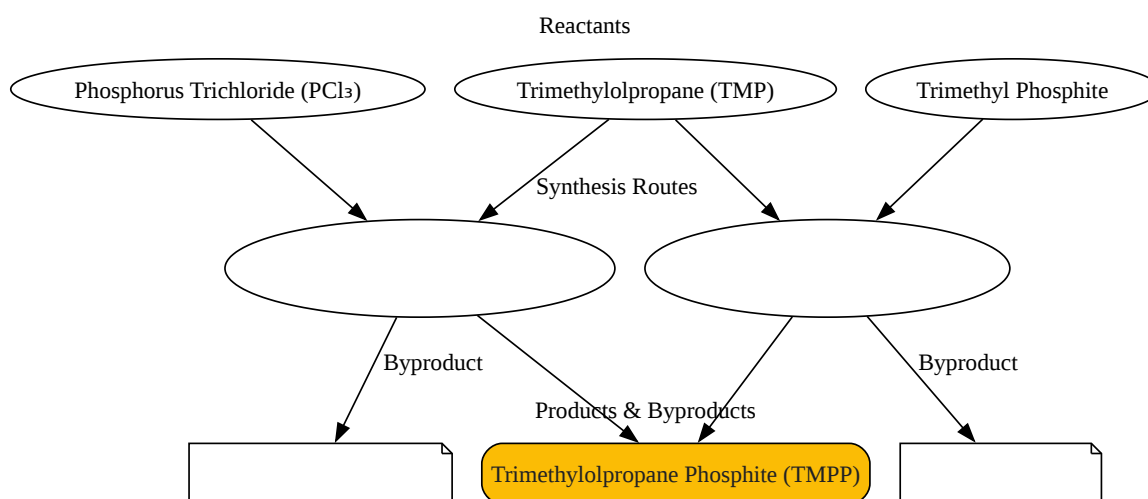 Reactants
Phosphorus Trichloride (PCl₃)
Trimethylolpropane (TMP)
Trimethyl Phosphite
Synthesis Routes
Byproduct
Byproduct
Products & Byproducts
Trimethylolpropane Phosphite (TMPP)